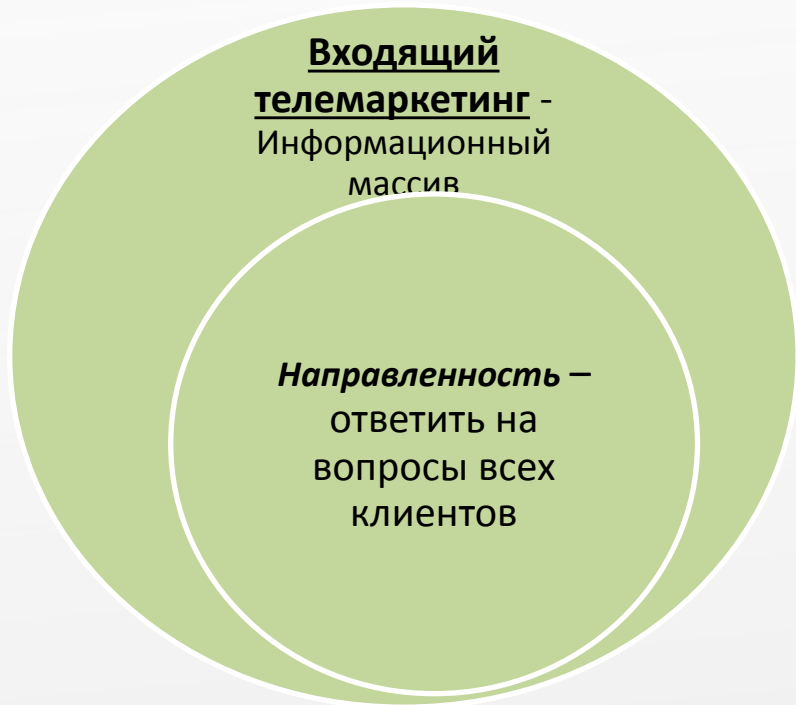 Входящий
телемаркетинг -
Информационный
массив
Направленность –
ответить на
вопросы всех
клиентов